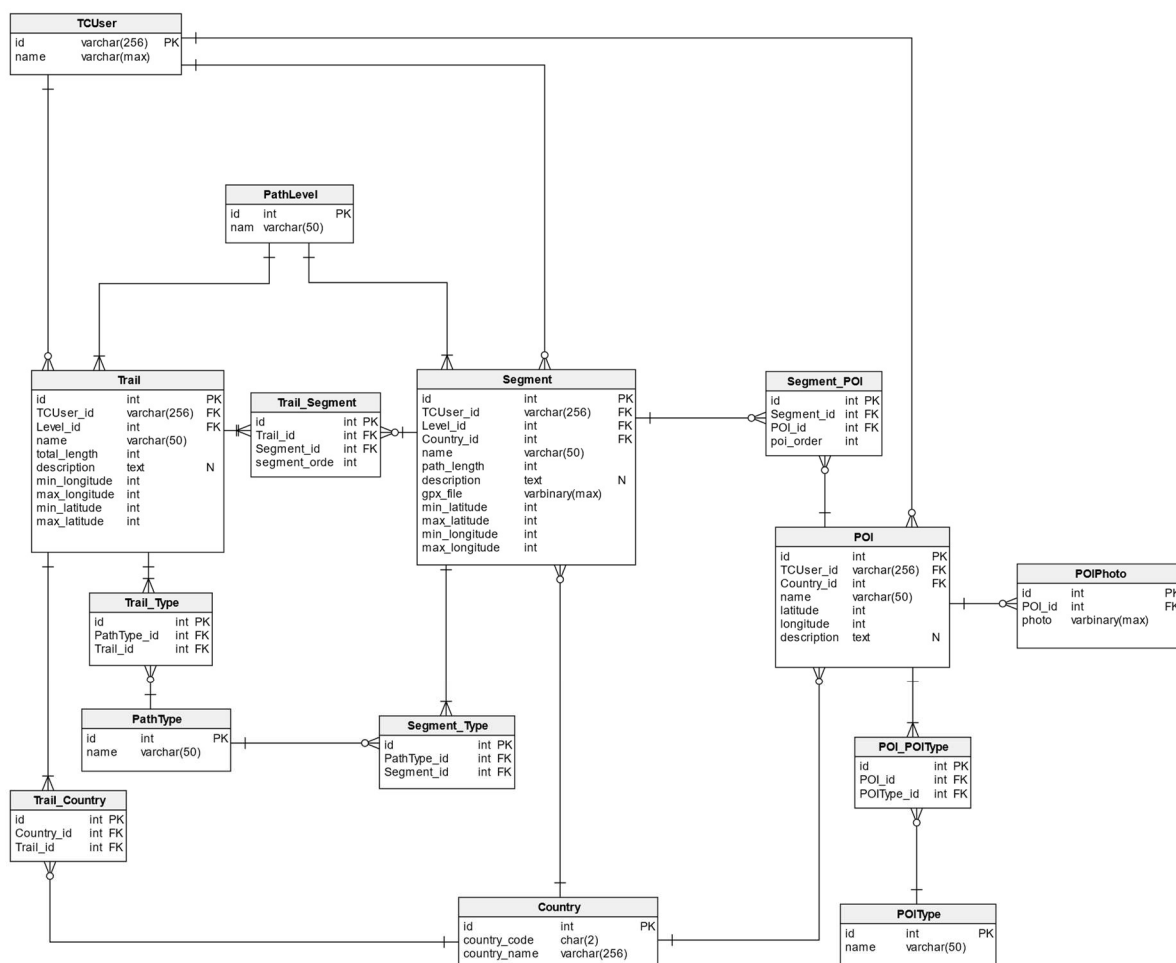 TCUser
id varchar(256) PK
name varchar(max)
PathLevel
id int PK
nam varchar(50)
Trail
id int PK
TCUser_id varchar(256) FK
Level_id int FK
name varchar(50)
total_length int
description text N
min_longitude int
max_longitude int
min_latitude int
max_latitude int
Trail_Segment
id int PK
Trail_id int FK
Segment_id int FK
segment_orde int
Segment
id int PK
TCUser_id varchar(256) FK
Level_id int FK
Country_id int FK
name varchar(50)
path_length int
description text N
gpx_file varbinary(max)
min_latitude int
max_latitude int
min_longitude int
max_longitude int
Segment_POI
id int PK
Segment_id int FK
POI_id int FK
poi_order int
POI
id int PK
TCUser_id varchar(256) FK
Country_id int FK
name varchar(50)
latitude int
longitude int
description text N
POIPhoto
id int PK
POI_id int FK
photo varbinary(max)
Trail_Type
id int PK
PathType_id int FK
Trail_id int FK
PathType
id int PK
name varchar(50)
Segment_Type
id int PK
PathType_id int FK
Segment_id int FK
POI_POIType
id int PK
POI_id int FK
POIType_id int FK
Trail_Country
id int PK
Country_id int FK
Trail_id int FK
Country
id int PK
country_code char(2)
country_name varchar(256)
POIType
id int PK
name varchar(50)